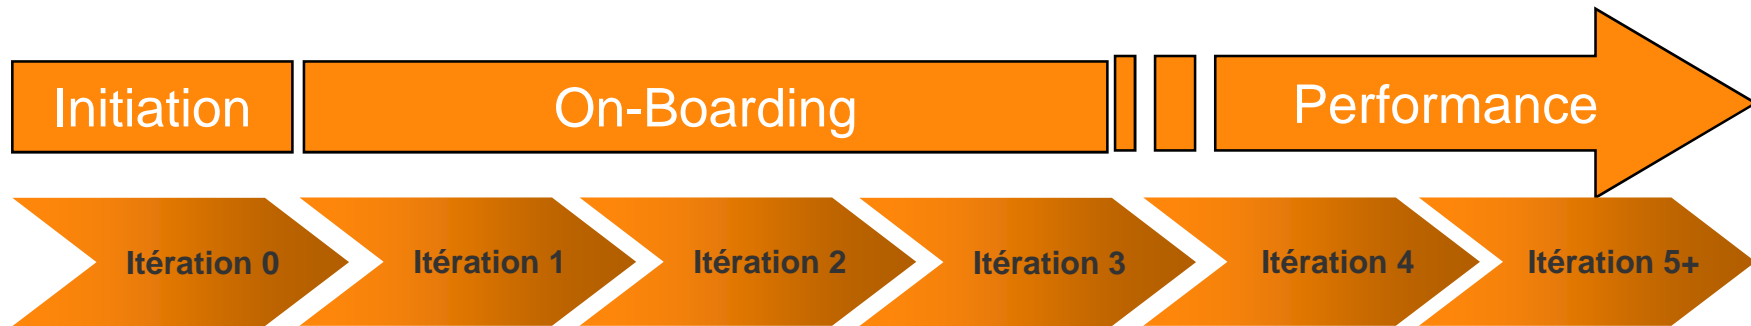 Initiation
On-Boarding
Performance
Itération 0
Itération 1
Itération 2
Itération 3
Itération 4
Itération 5+